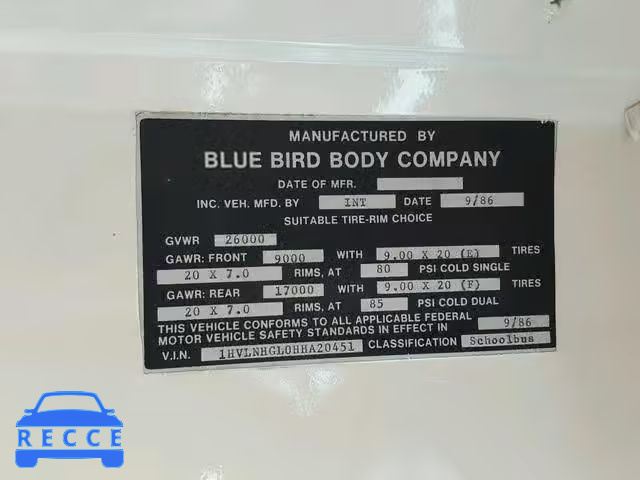 MANUFACTURED BY
BLUE BIRD BODY COMPANY
DATE OF MFR.
INC. VEH. MFD. BY INT DATE 9/86
SUITABLE TIRE-RIM CHOICE
GVWR 26000
GAWR: FRONT 9000 WITH 9.00 X 20 (E) TIRES
20 X 7.0 RIMS, AT 80 PSI COLD SINGLE
GAWR: REAR 17000 WITH 9.00 X 20 (F) TIRES
20 X 7.0 RIMS, AT 85 PSI COLD DUAL
THIS VEHICLE CONFORMS TO ALL APPLICABLE FEDERAL
MOTOR VEHICLE SAFETY STANDARDS IN EFFECT IN 9/86
V.I.N. 1HVLNHGL0HHA20451 CLASSIFICATION Schoolbus
RECCE